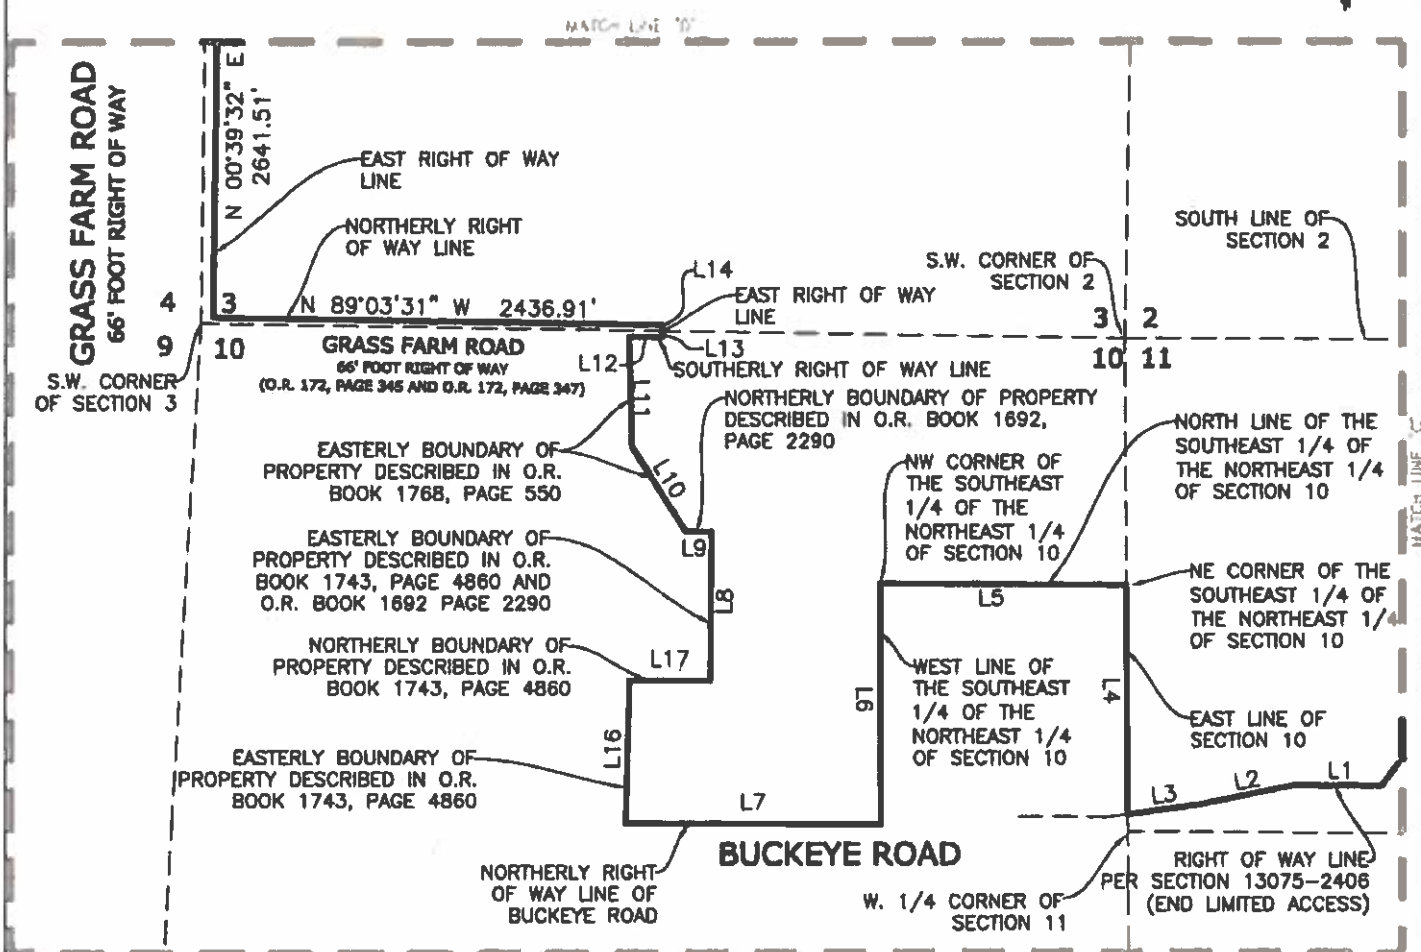 MATCH LINE "D"
GRASS FARM ROAD
66' FOOT RIGHT OF WAY
N 00°39'32" E
2641.51'
EAST RIGHT OF WAY
LINE
NORTHERLY RIGHT
OF WAY LINE
SOUTH LINE OF
SECTION 2
S.W. CORNER OF
SECTION 2
L14
EAST RIGHT OF WAY
LINE
4
3
N 89°03'31" W 2436.91'
3
2
9
10
GRASS FARM ROAD
66' FOOT RIGHT OF WAY
(O.R. 172, PAGE 345 AND O.R. 172, PAGE 347)
L12
L13
SOUTHERLY RIGHT OF WAY LINE
10
11
S.W. CORNER
OF SECTION 3
L11
NORTHERLY BOUNDARY OF PROPERTY
DESCRIBED IN O.R. BOOK 1692,
PAGE 2290
NORTH LINE OF THE
SOUTHEAST 1/4 OF
THE NORTHEAST 1/4
OF SECTION 10
EASTERLY BOUNDARY OF
PROPERTY DESCRIBED IN O.R.
BOOK 1768, PAGE 550
L10
NW CORNER OF
THE SOUTHEAST
1/4 OF THE
NORTHEAST 1/4
OF SECTION 10
MATCH LINE "C"
EASTERLY BOUNDARY OF
PROPERTY DESCRIBED IN O.R.
BOOK 1743, PAGE 4860 AND
O.R. BOOK 1692 PAGE 2290
L9
L8
L5
NE CORNER OF THE
SOUTHEAST 1/4 OF
THE NORTHEAST 1/4
OF SECTION 10
NORTHERLY BOUNDARY OF
PROPERTY DESCRIBED IN O.R.
BOOK 1743, PAGE 4860
L17
L6
WEST LINE OF
THE SOUTHEAST
1/4 OF THE
NORTHEAST 1/4
OF SECTION 10
L4
EAST LINE OF
SECTION 10
L16
EASTERLY BOUNDARY OF
PROPERTY DESCRIBED IN O.R.
BOOK 1743, PAGE 4860
L7
L3
L2
L1
BUCKEYE ROAD
NORTHERLY RIGHT
OF WAY LINE OF
BUCKEYE ROAD
W. 1/4 CORNER OF
SECTION 11
RIGHT OF WAY LINE
PER SECTION 13075-2406
(END LIMITED ACCESS)